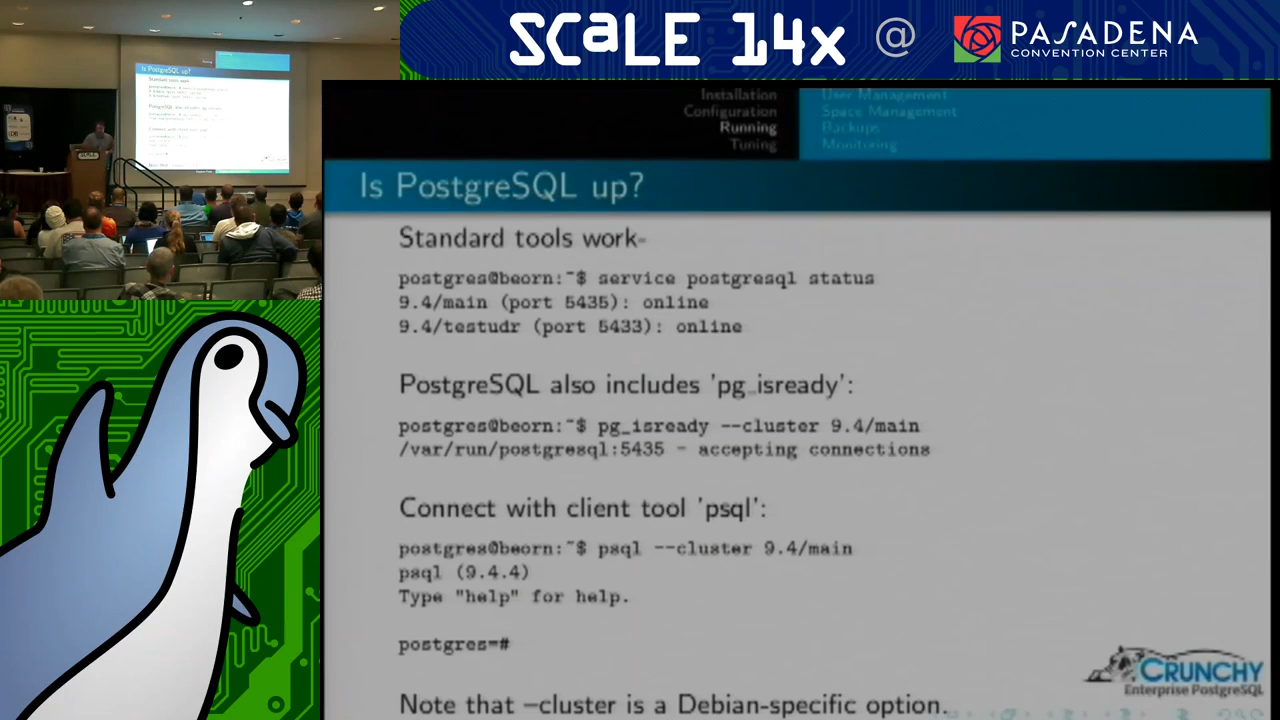 SCALE 14x @ PASADENA
CONVENTION CENTER
Installation
Configuration
Running
Tuning
User Management
Space Management
Backups
Monitoring
Is PostgreSQL up?
Standard tools work-
postgres@beorn:~$ service postgresql status
9.4/main (port 5435): online
9.4/testudr (port 5433): online
PostgreSQL also includes 'pg_isready':
postgres@beorn:~$ pg_isready --cluster 9.4/main
/var/run/postgresql:5435 - accepting connections
Connect with client tool 'psql':
postgres@beorn:~$ psql --cluster 9.4/main
psql (9.4.4)
Type "help" for help.
postgres=#
CRUNCHY
Enterprise PostgreSQL
Note that –cluster is a Debian-specific option.
Is PostgreSQL up?
SCALE